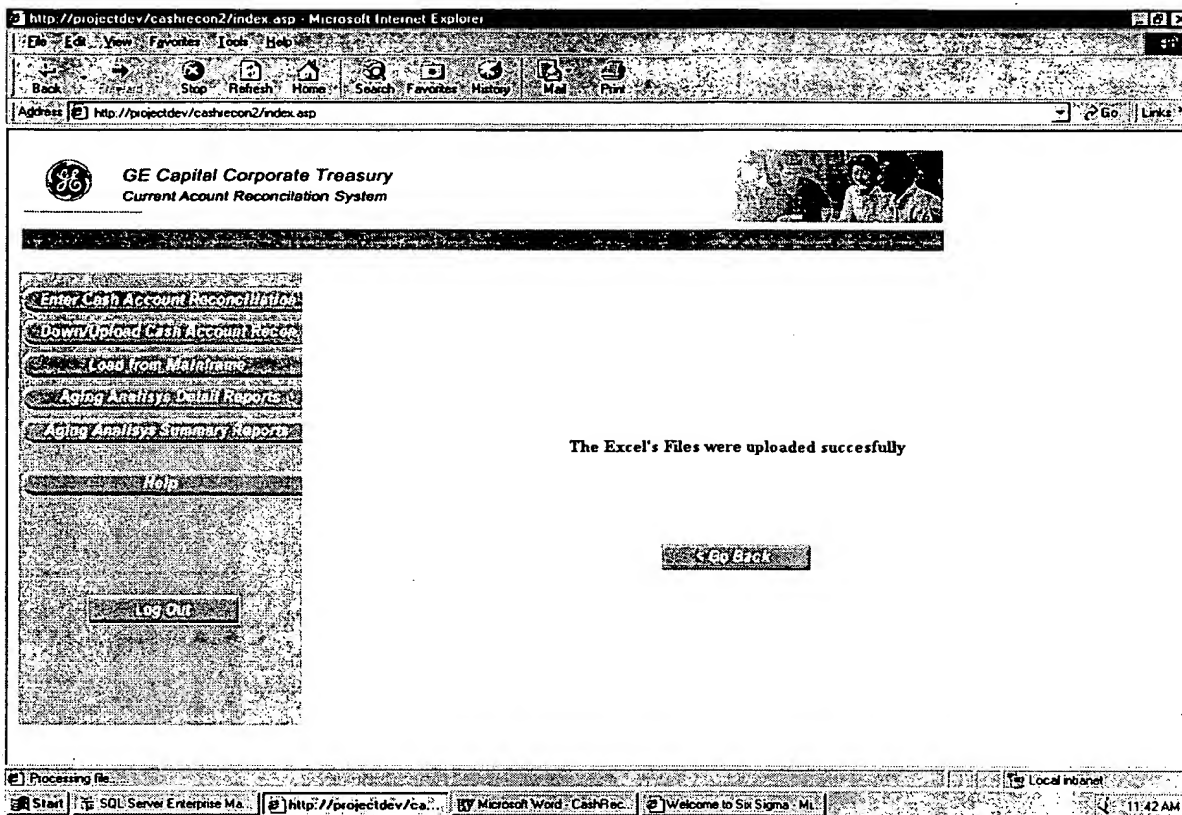 http://projectdev/cashrecon2/index.asp - Microsoft Internet Explorer
File Edit View Favorites Tools Help
Back Forward Stop Refresh Home Search Favorites History Mail Print
Address http://projectdev/cashrecon2/index.asp Go Links
GE Capital Corporate Treasury
Current Acount Reconcilation System
Enter Cash Account Reconciliation
Down/Upload Cash Account Recon
Load from Mainframe
Aging Analisys Detail Reports
Aging Analisys Summary Reports
Help
Log Out
The Excel's Files were uploaded succesfully
< Go Back
Processing file..... Local intranet
Start SQL Server Enterprise Ma... http://projectdev/ca... Microsoft Word - CashRec... Welcome to Six Sigma - Mi... 11:42 AM